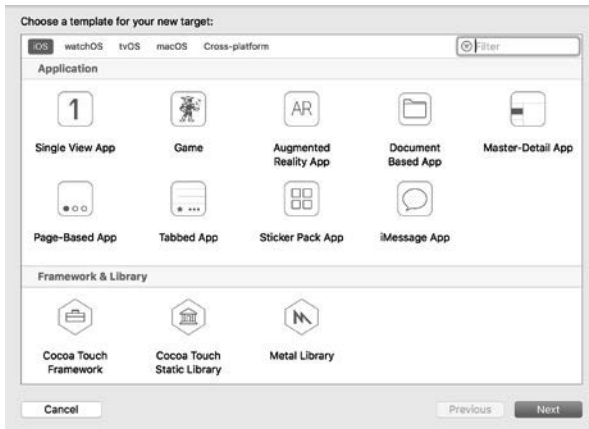 Choose a template for your new target:
iOS watchOS tvOS macOS Cross-platform Filter
Application
1 AR
Single View App Game Augmented Reality App Document Based App Master-Detail App
Page-Based App Tabbed App Sticker Pack App iMessage App
Framework & Library
Cocoa Touch Framework Cocoa Touch Static Library Metal Library
Cancel Previous Next